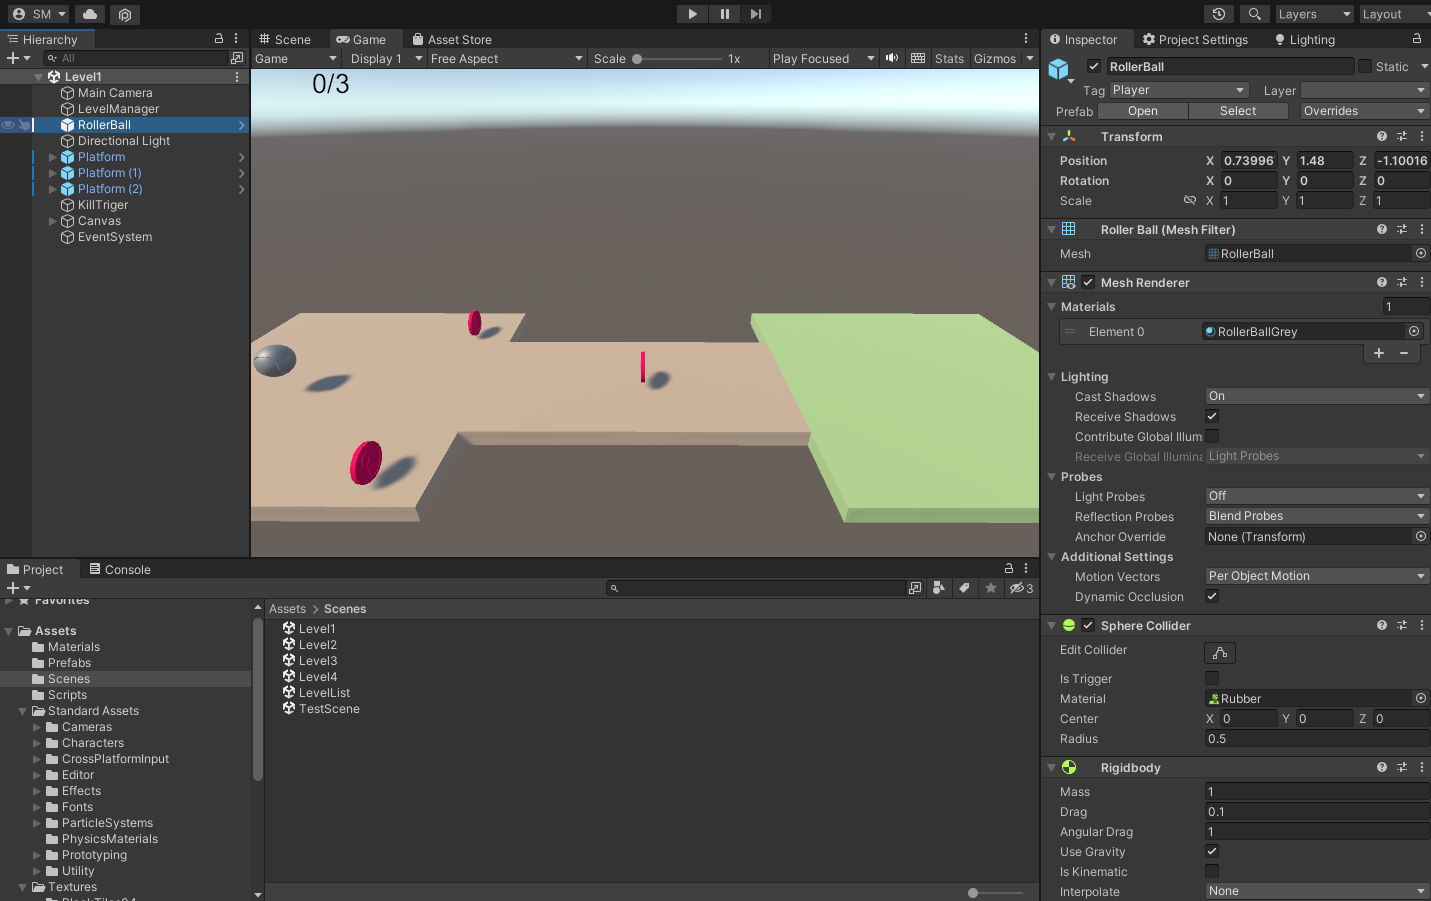 SM
Layers
Layout
Hierarchy
Scene
Game
Asset Store
Inspector
Project Settings
Lighting
All
Game
Display 1
Free Aspect
Scale
1x
Play Focused
Stats
Gizmos
Level1
Main Camera
LevelManager
RollerBall
Directional Light
Platform
Platform (1)
Platform (2)
KillTriger
Canvas
EventSystem
0/3
RollerBall
Static
Tag Player Layer
Prefab Open Select Overrides
Transform
Position X 0.73996 Y 1.48 Z -1.10016
Rotation X 0 Y 0 Z 0
Scale X 1 Y 1 Z 1
Roller Ball (Mesh Filter)
Mesh RollerBall
Mesh Renderer
Materials 1
Element 0 RollerBallGrey
Lighting
Cast Shadows On
Receive Shadows
Contribute Global Illum
Receive Global Illumina Light Probes
Probes
Light Probes Off
Reflection Probes Blend Probes
Anchor Override None (Transform)
Additional Settings
Motion Vectors Per Object Motion
Dynamic Occlusion
Sphere Collider
Edit Collider
Is Trigger
Material Rubber
Center X 0 Y 0 Z 0
Radius 0.5
Rigidbody
Mass 1
Drag 0.1
Angular Drag 1
Use Gravity
Is Kinematic
Interpolate None
Project
Console
3
Favorites
Assets
Materials
Prefabs
Scenes
Scripts
Standard Assets
Cameras
Characters
CrossPlatformInput
Editor
Effects
Fonts
ParticleSystems
PhysicsMaterials
Prototyping
Utility
Textures
Assets > Scenes
Level1
Level2
Level3
Level4
LevelList
TestScene